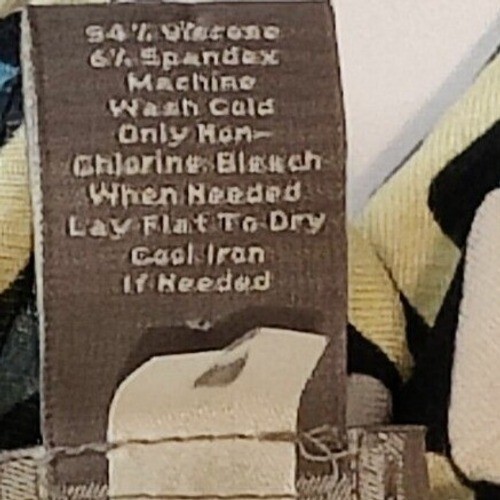 94% Viscose
6% Spandex
Machine
Wash Cold
Only Non-
Chlorine Bleach
When Needed
Lay Flat To Dry
Cool Iron
If Needed